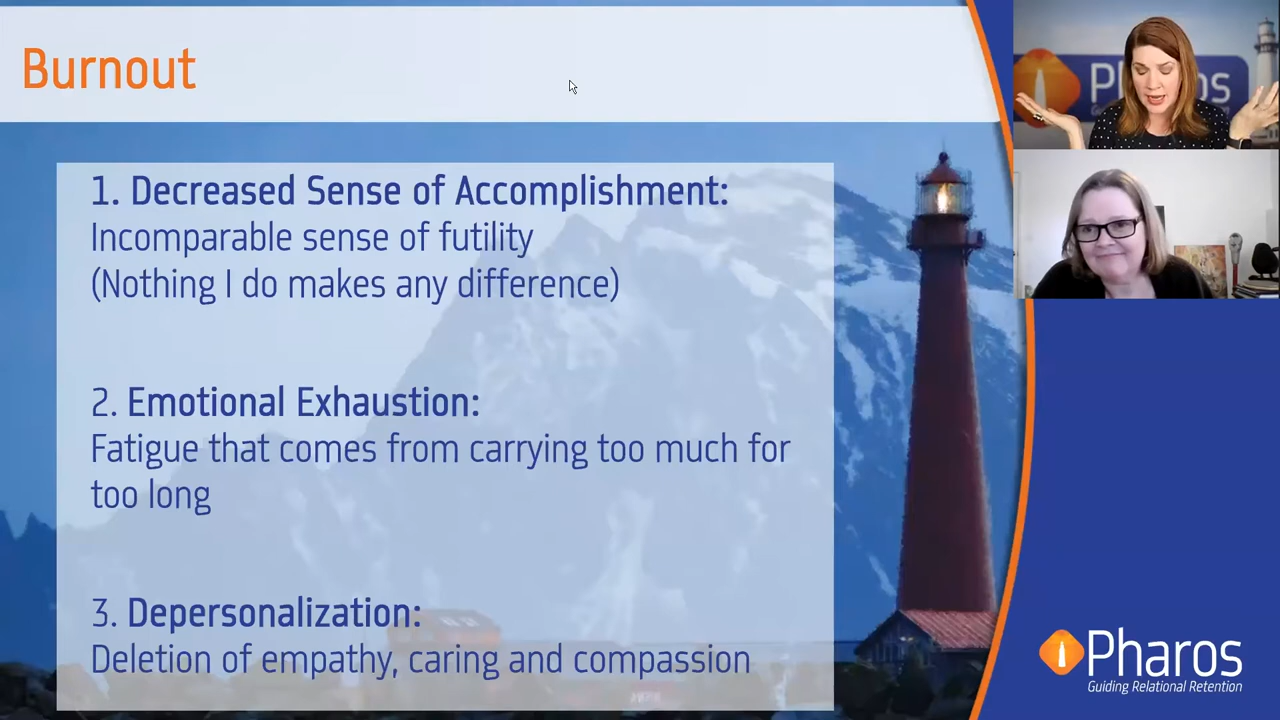 Burnout
1. Decreased Sense of Accomplishment:
Incomparable sense of futility
(Nothing I do makes any difference)
2. Emotional Exhaustion:
Fatigue that comes from carrying too much for
too long
3. Depersonalization:
Deletion of empathy, caring and compassion
Pharos
Guiding Relational Retention